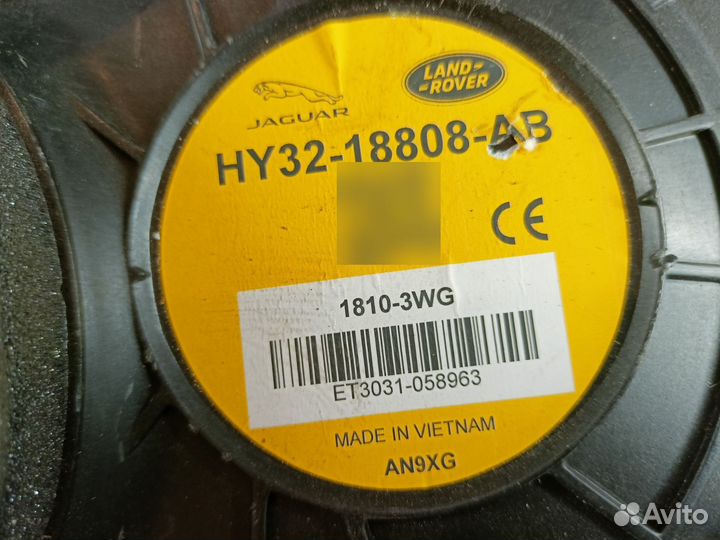 JAGUAR
LAND-
-ROVER
HY32-18808-AB
CE
1810-3WG
ET3031-058963
MADE IN VIETNAM
AN9XG
Avito